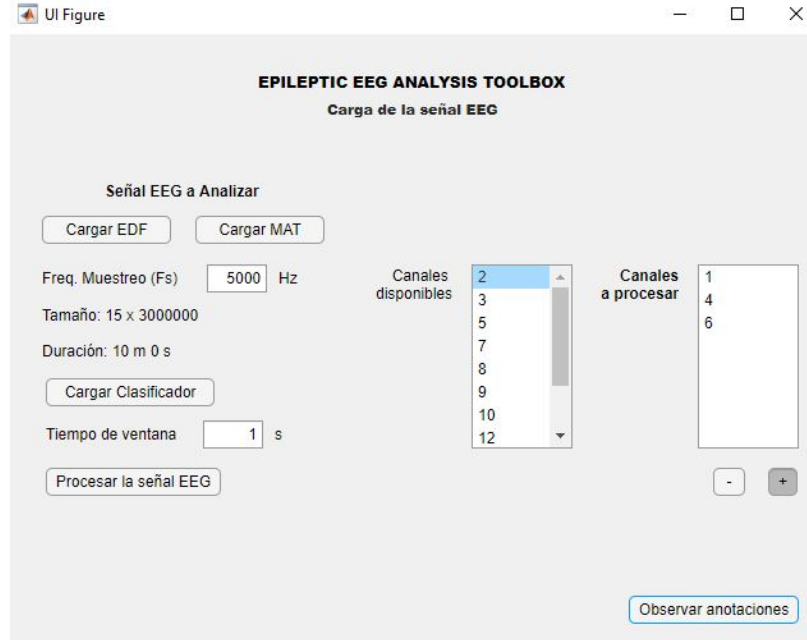 UI Figure
EPILEPTIC EEG ANALYSIS TOOLBOX
Carga de la señal EEG
Señal EEG a Analizar
Cargar EDF
Cargar MAT
Freq. Muestreo (Fs) 5000 Hz
Tamaño: 15 x 3000000
Duración: 10 m 0 s
Cargar Clasificador
Tiempo de ventana 1 s
Procesar la señal EEG
Canales
disponibles
2
3
5
7
8
9
10
12
Canales
a procesar
1
4
6
-
+
Observar anotaciones